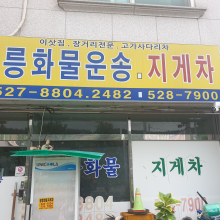 이삿짐. 장거리전문. 고가사다리차
릉화물운송. 지게차
527-8804.2482 528-7900
화물 지게차
7900